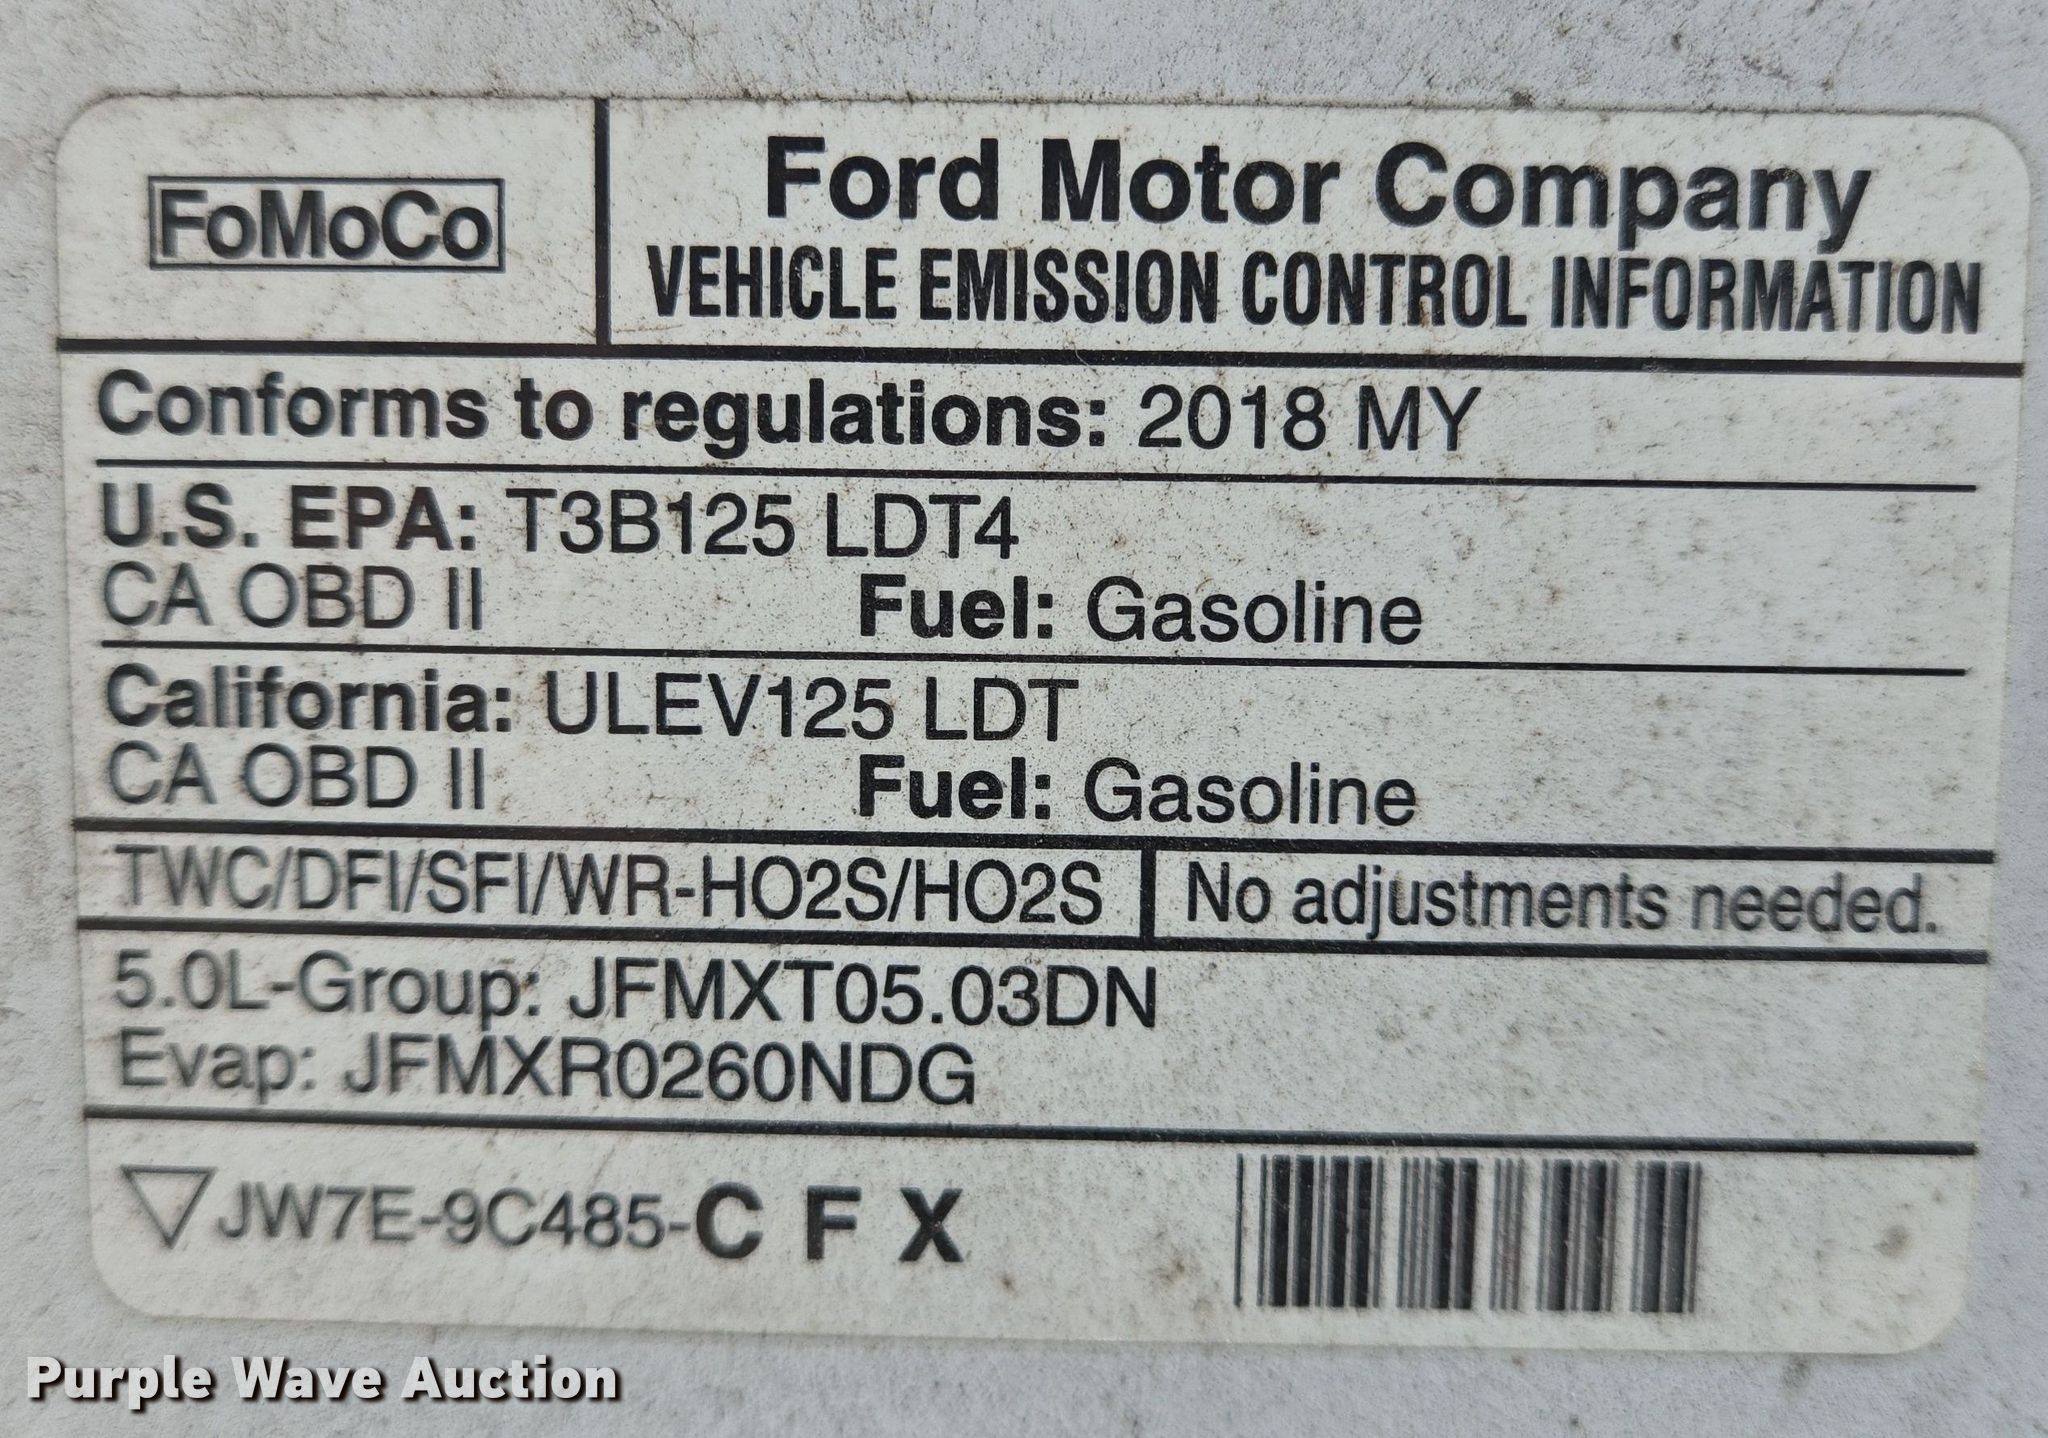 FoMoCo
Ford Motor Company
VEHICLE EMISSION CONTROL INFORMATION
Conforms to regulations: 2018 MY
U.S. EPA: T3B125 LDT4
CA OBD II Fuel: Gasoline
California: ULEV125 LDT
CA OBD II Fuel: Gasoline
TWC/DFI/SFI/WR-HO2S/HO2S No adjustments needed.
5.0L-Group: JFMXT05.03DN
Evap: JFMXR0260NDG
JW7E-9C485-C F X
Purple Wave Auction